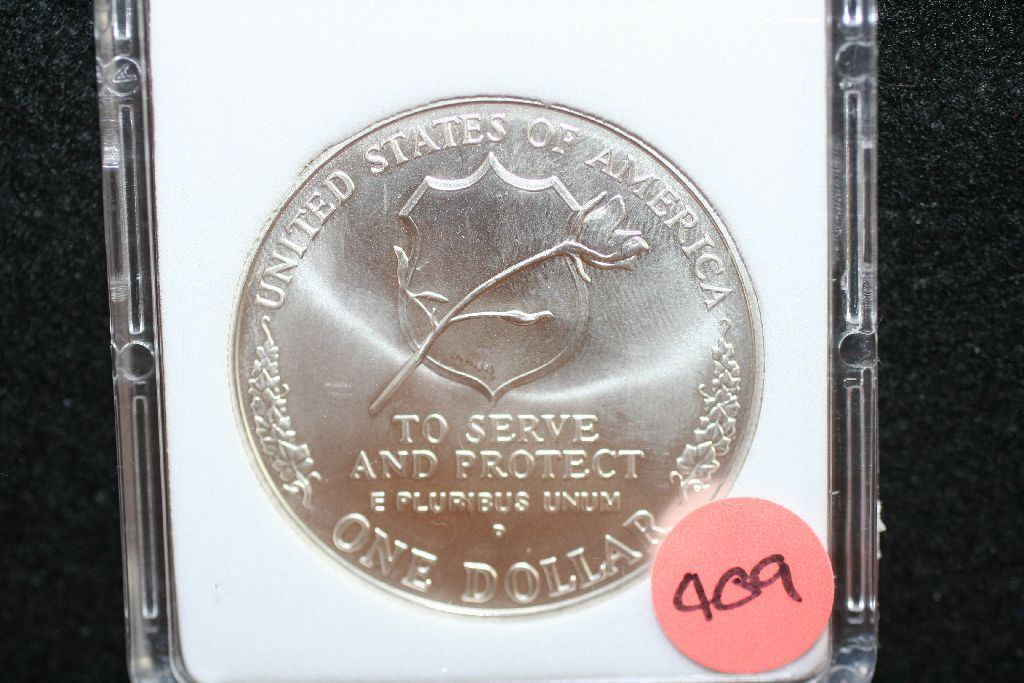 UNITED STATES OF AMERICA
TO SERVE
AND PROTECT
E PLURIBUS UNUM
P
ONE DOLLAR
409